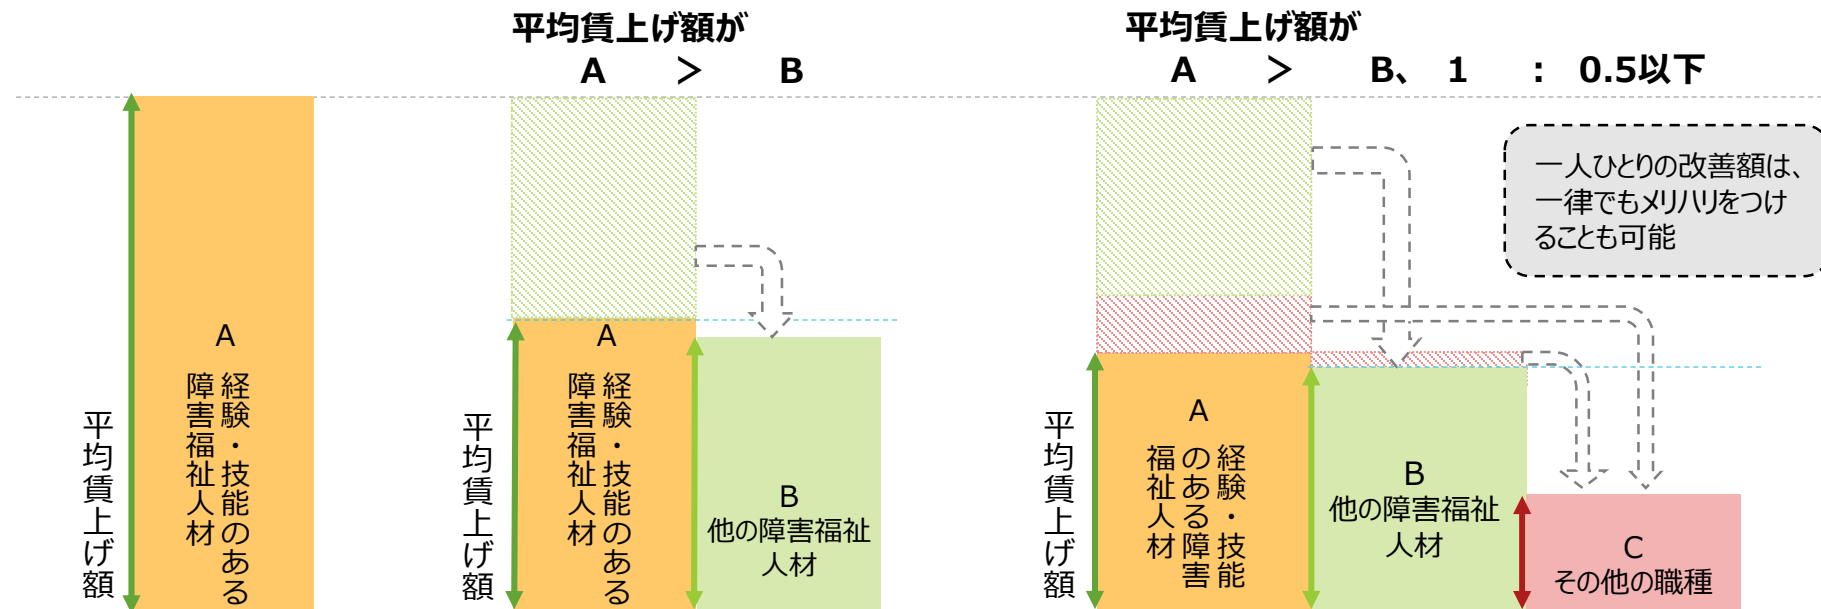 平均賃上げ額が
A ＞ B
平均賃上げ額が
A ＞ B、 1 : 0.5以下
一人ひとりの改善額は、
一律でもメリハリをつけ
ることも可能
平均賃上げ額
A
経験・技能のある
障害福祉人材
平均賃上げ額
A
経験・技能のある
障害福祉人材
B
他の障害福祉
人材
平均賃上げ額
A
経験・技能
のある障害
福祉人材
B
他の障害福祉
人材
C
その他の職種